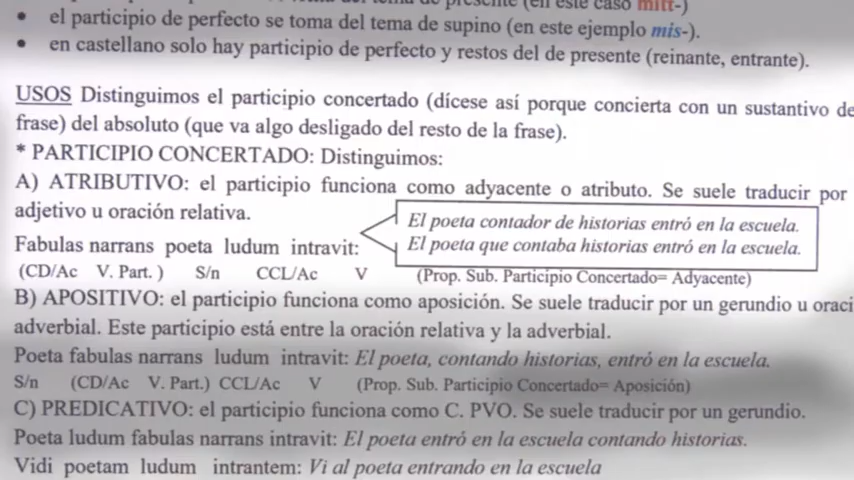 (en este caso mitt-)
• el participio de perfecto se toma del tema de supino (en este ejemplo mis-).
• en castellano solo hay participio de perfecto y restos del de presente (reinante, entrante).
USOS Distinguimos el participio concertado (dícese así porque concierta con un sustantivo de
frase) del absoluto (que va algo desligado del resto de la frase).
* PARTICIPIO CONCERTADO: Distinguimos:
A) ATRIBUTIVO: el participio funciona como adyacente o atributo. Se suele traducir por
adjetivo u oración relativa.
El poeta contador de historias entró en la escuela.
El poeta que contaba historias entró en la escuela.
Fabulas narrans poeta ludum intravit:
(CD/Ac V. Part. ) S/n CCL/Ac V (Prop. Sub. Participio Concertado= Adyacente)
B) APOSITIVO: el participio funciona como aposición. Se suele traducir por un gerundio u oraci
adverbial. Este participio está entre la oración relativa y la adverbial.
Poeta fabulas narrans ludum intravit: El poeta, contando historias, entró en la escuela.
S/n (CD/Ac V. Part.) CCL/Ac V (Prop. Sub. Participio Concertado= Aposición)
C) PREDICATIVO: el participio funciona como C. PVO. Se suele traducir por un gerundio.
Poeta ludum fabulas narrans intravit: El poeta entró en la escuela contando historias.
Vidi poetam ludum intrantem: Vi al poeta entrando en la escuela